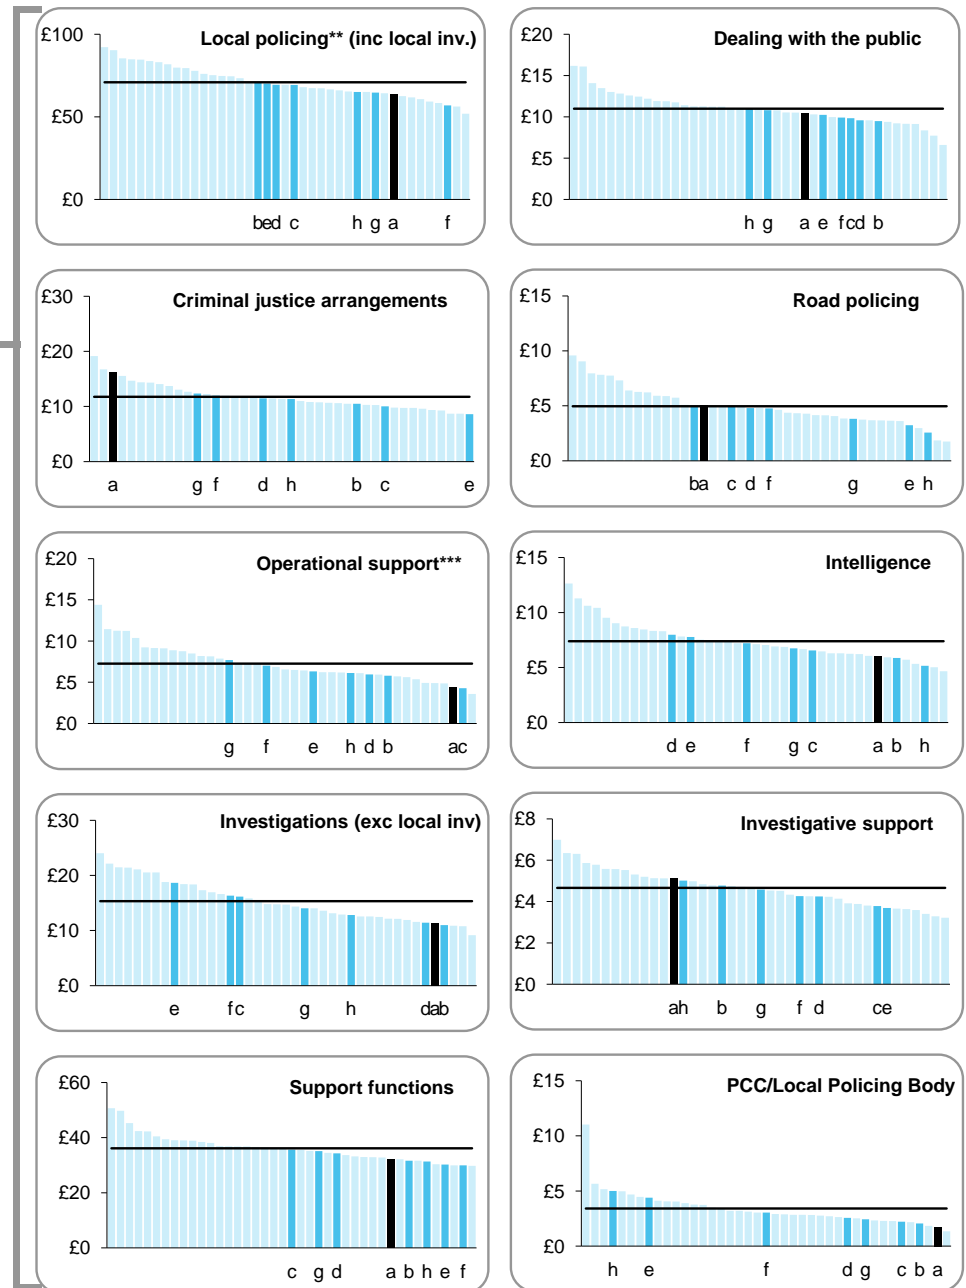 Local policing** (inc local inv.)
£100
£50
£0
bed c h g a f
Dealing with the public
£20
£15
£10
£5
£0
h g a e fcd b
Criminal justice arrangements
£30
£20
£10
£0
a g f d h b c e
Road policing
£15
£10
£5
£0
ba c d f g e h
Operational support***
£20
£15
£10
£5
£0
g f e h d b ac
Intelligence
£15
£10
£5
£0
d e f g c a b h
Investigations (exc local inv)
£30
£20
£10
£0
e fc g h dab
Investigative support
£8
£6
£4
£2
£0
ah b g f d ce
Support functions
£60
£40
£20
£0
c g d a b h e f
PCC/Local Policing Body
£15
£10
£5
£0
h e f d g c b a